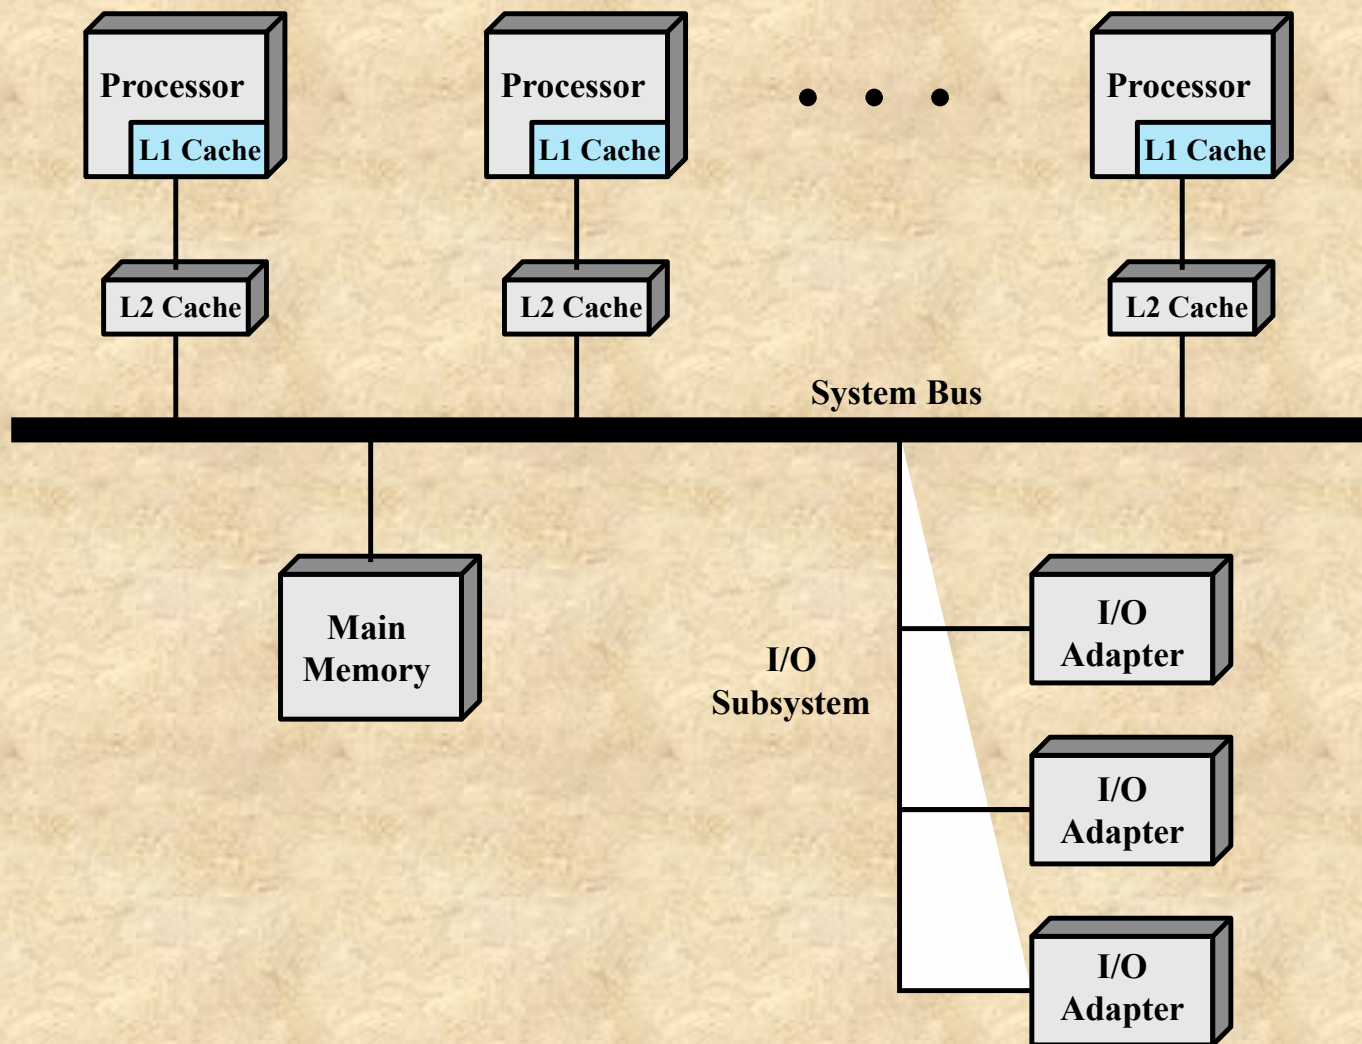 Processor
L1 Cache
Processor
L1 Cache
Processor
L1 Cache
L2 Cache
L2 Cache
L2 Cache
System Bus
Main
Memory
I/O
Subsystem
I/O
Adapter
I/O
Adapter
I/O
Adapter